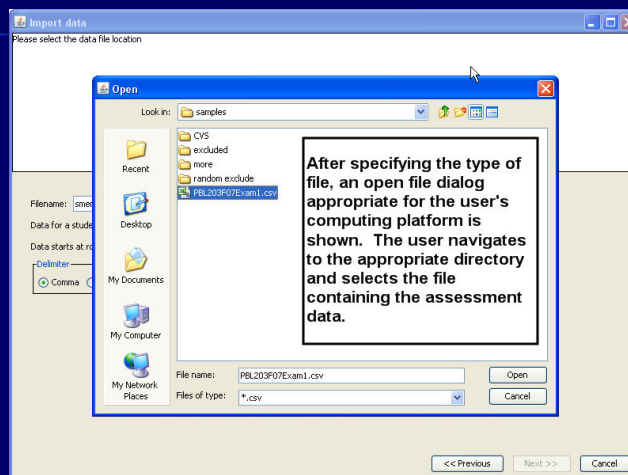 Import data
Please select the data file location
Open
Look in: samples
Recent
Desktop
My Documents
My Computer
My Network
Places
CVS
excluded
more
random exclude
PBL203F07Exam1.csv
After specifying the type of
file, an open file dialog
appropriate for the user's
computing platform is
shown. The user navigates
to the appropriate directory
and selects the file
containing the assessment
data.
File name: PBL203F07Exam1.csv Open
Files of type: *.csv Cancel
Filename:
Data for a
Data starts at
Delimiter
Comma
<< Previous Next >> Cancel